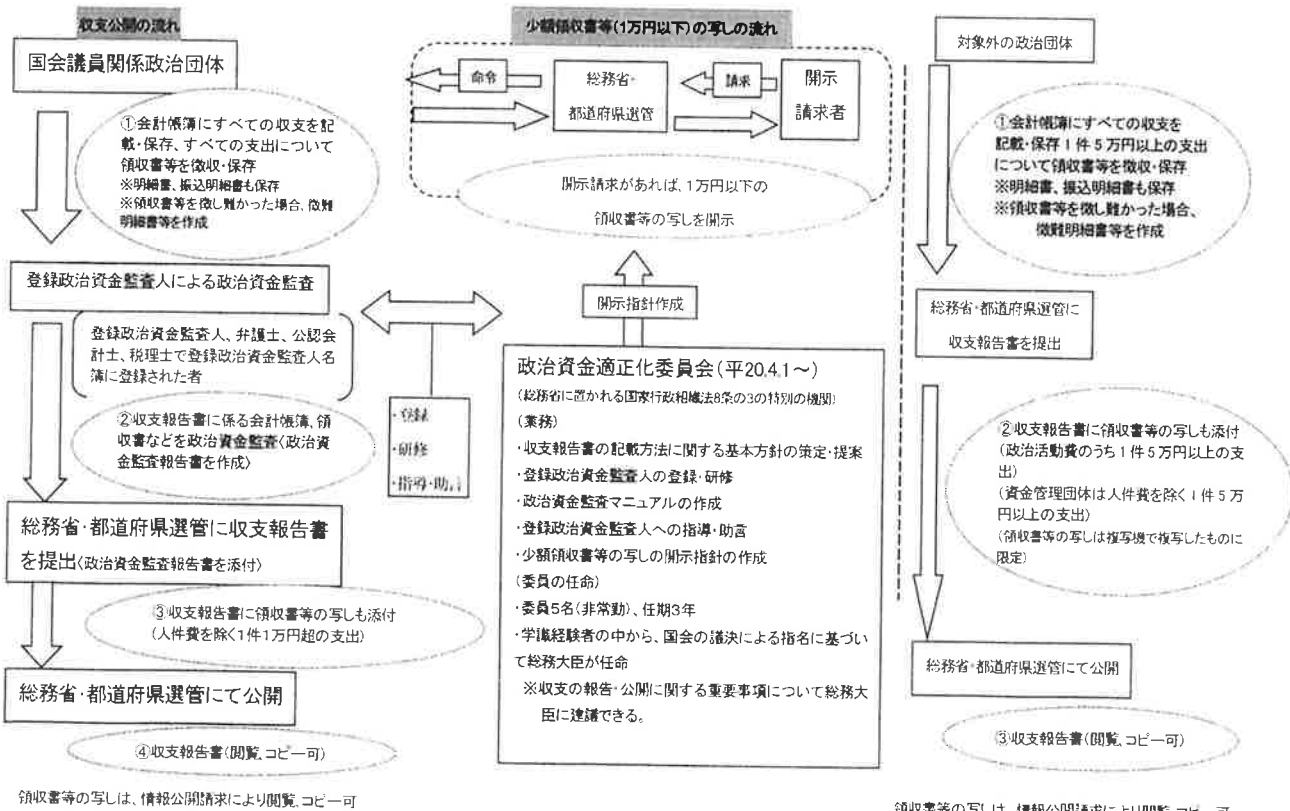 収支公開の流れ
国会議員関係政治団体
①会計帳簿にすべての収支を記
載・保存、すべての支出について
領収書等を徴収・保存
※明細書、振込明細書も保存
※領収書等を徴し難かった場合、徴難
明細書等を作成
登録政治資金監査人による政治資金監査
登録政治資金監査人、弁護士、公認会
計士、税理士で登録政治資金監査人名
簿に登録された者
②収支報告書に係る会計帳簿、領
収書などを政治資金監査〈政治資
金監査報告書を作成〉
総務省・都道府県選管に収支報告書
を提出〈政治資金監査報告書を添付〉
③収支報告書に領収書等の写しも添付
(人件費を除く1件1万円超の支出)
総務省・都道府県選管にて公開
④収支報告書(閲覧、コピー可)
領収書等の写しは、情報公開請求により閲覧、コピー可
少額領収書等(1万円以下)の写しの流れ
命令
総務省・
都道府県選管
請求
開示
請求者
開示請求があれば、1万円以下の
領収書等の写しを開示
開示指針作成
・登録
・研修
・指導・助言
政治資金適正化委員会(平20.4.1～)
(総務省に置かれる国家行政組織法8条の3の特別の機関)
(業務)
・収支報告書の記載方法に関する基本方針の策定・提案
・登録政治資金監査人の登録・研修
・政治資金監査マニュアルの作成
・登録政治資金監査人への指導・助言
・少額領収書等の写しの開示指針の作成
(委員の任命)
・委員5名(非常勤)、任期3年
・学識経験者の中から、国会の議決による指名に基づい
て総務大臣が任命
※収支の報告・公開に関する重要事項について総務大
臣に建議できる。
対象外の政治団体
①会計帳簿にすべての収支を
記載・保存1件5万円以上の支出
について領収書等を徴収・保存
※明細書、振込明細書も保存
※領収書等を徴し難かった場合、
徴難明細書等を作成
総務省・都道府県選管に
収支報告書を提出
②収支報告書に領収書等の写しも添付
(政治活動費のうち1件5万円以上の支
出)
(資金管理団体は人件費を除く1件5万
円以上の支出)
(領収書等の写しは複写機で複写したものに
限定)
総務省・都道府県選管にて公開
③収支報告書(閲覧、コピー可)
領収書等の写しは、情報公開請求により閲覧、コピー可